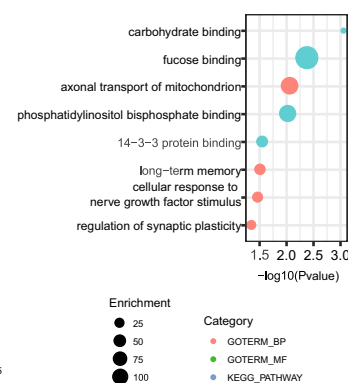 carbohydrate binding
fucose binding
axonal transport of mitochondrion
phosphatidylinositol bisphosphate binding
14-3-3 protein binding
long-term memory
cellular response to
nerve growth factor stimulus
regulation of synaptic plasticity
1.5 2.0 2.5 3.0
-log10(Pvalue)
Enrichment
25
50
75
100
Category
GOTERM_BP
GOTERM_MF
KEGG_PATHWAY